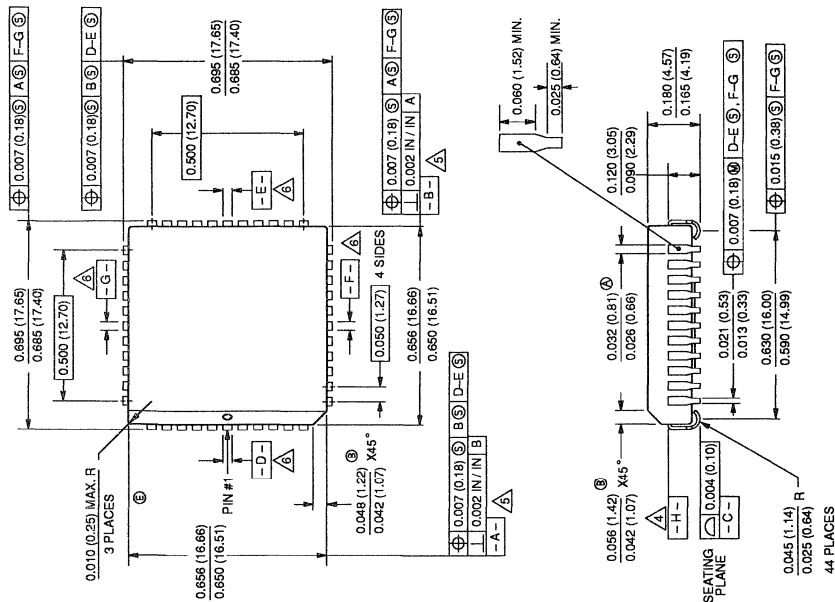 ⌖ 0.007 (0.18) Ⓢ A Ⓢ F-G Ⓢ
0.695 (17.65)
0.685 (17.40)
0.500 (12.70)
-G-
6
0.010 (0.25) MAX. R
3 PLACES
Ⓔ
⌖ 0.007 (0.18) Ⓢ B Ⓢ D-E Ⓢ
0.695 (17.65)
0.685 (17.40)
0.500 (12.70)
-E-
6
PIN #1
-D-
6
Ⓑ
0.048 (1.22)
0.042 (1.07)
X45°
0.656 (16.66)
0.650 (16.51)
-F-
6
4 SIDES
0.050 (1.27)
0.656 (16.66)
0.650 (16.51)
⌖ 0.007 (0.18) Ⓢ A Ⓢ F-G Ⓢ
⊥ 0.002 IN / IN A
-B-
5
⌖ 0.007 (0.18) Ⓢ B Ⓢ D-E Ⓢ
⊥ 0.002 IN / IN B
-A-
5
0.060 (1.52) MIN.
0.025 (0.64) MIN.
0.180 (4.57)
0.165 (4.19)
0.120 (3.05)
0.090 (2.29)
0.032 (0.81) Ⓐ
0.026 (0.66)
Ⓑ
0.056 (1.42)
0.042 (1.07)
X45°
4
-H-
⌓ 0.004 (0.10)
-C-
SEATING
PLANE
0.021 (0.53)
0.013 (0.33)
⌖ 0.007 (0.18) Ⓜ D-E Ⓢ, F-G Ⓢ
0.630 (16.00)
0.590 (14.99)
⌖ 0.015 (0.38) Ⓢ F-G Ⓢ
0.045 (1.14)
0.025 (0.64)
R
44 PLACES